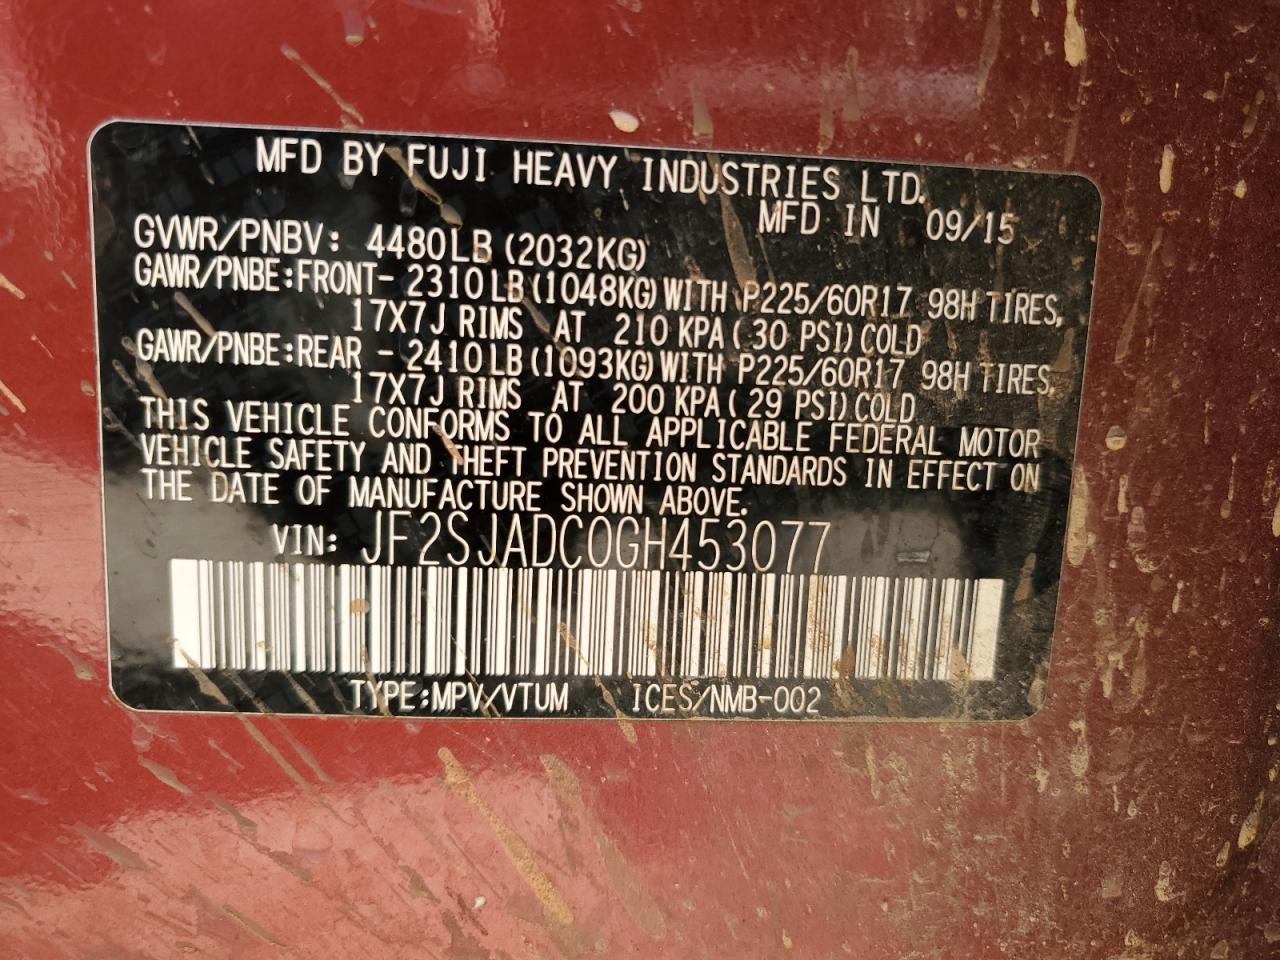 MFD BY FUJI HEAVY INDUSTRIES LTD.
MFD IN 09/15
GVWR/PNBV: 4480LB (2032KG)
GAWR/PNBE:FRONT- 2310LB(1048KG)WITH P225/60R17 98H TIRES,
17X7J RIMS AT 210 KPA(30 PSI)COLD
GAWR/PNBE:REAR - 2410LB(1093KG)WITH P225/60R17 98H TIRES,
17X7J RIMS AT 200 KPA(29 PSI)COLD
THIS VEHICLE CONFORMS TO ALL APPLICABLE FEDERAL MOTOR
VEHICLE SAFETY AND THEFT PREVENTION STANDARDS IN EFFECT ON
THE DATE OF MANUFACTURE SHOWN ABOVE.
VIN: JF2SJADC0GH453077
TYPE:MPV/VTUM ICES/NMB-002